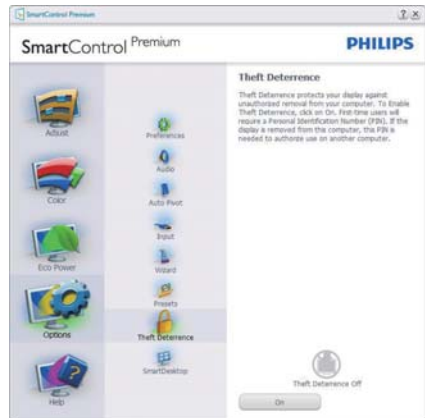 SmartControl Premium
? X
SmartControl Premium
PHILIPS
Adjust
Color
Eco Power
Options
Help
Preferences
Audio
Auto Pivot
Input
Wizard
Presets
Theft Deterrence
SmartDesktop
Theft Deterrence
Theft Deterrence protects your display against
unauthorized removal from your computer. To Enable
Theft Deterrence, click on On. First-time users will
require a Personal Identification Number (PIN). If the
display is removed from this computer, this PIN is
needed to authorize use on another computer.
Theft Deterrence Off
On